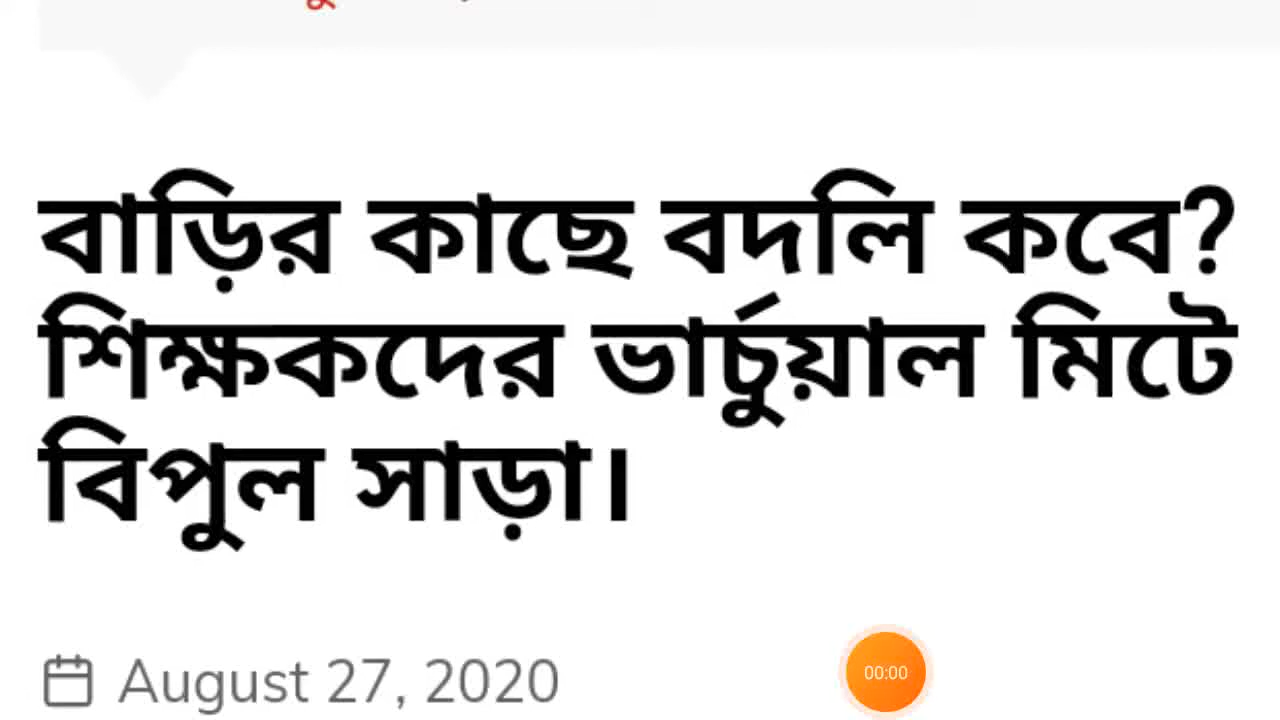 বাড়ির কাছে বদলি কবে?
শিক্ষকদের ভার্চুয়াল মিটে
বিপুল সাড়া।
August 27, 2020
00:00